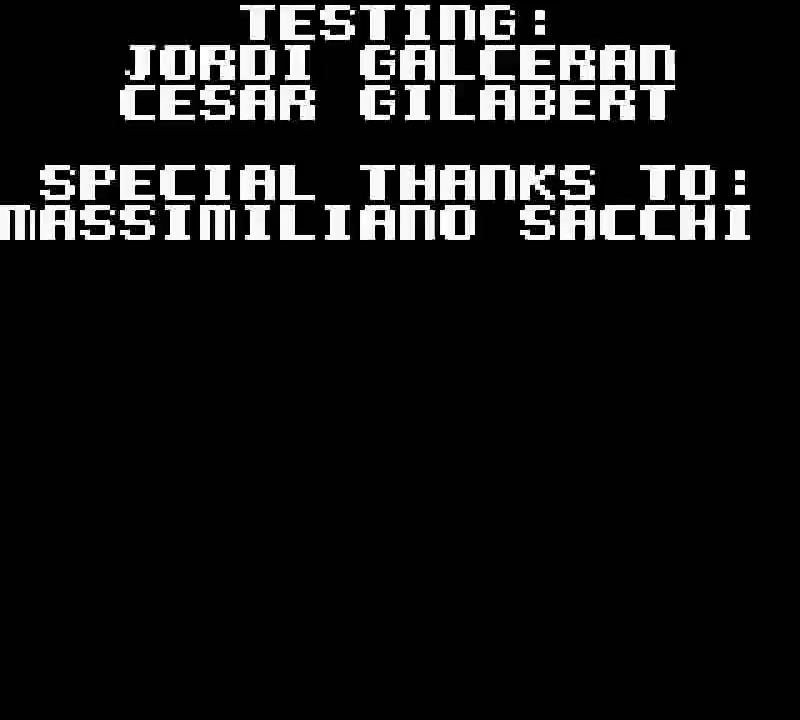 TESTING:
JORDI GALCERAN
CESAR GILABERT
SPECIAL THANKS TO:
MASSIMILIANO SACCHI